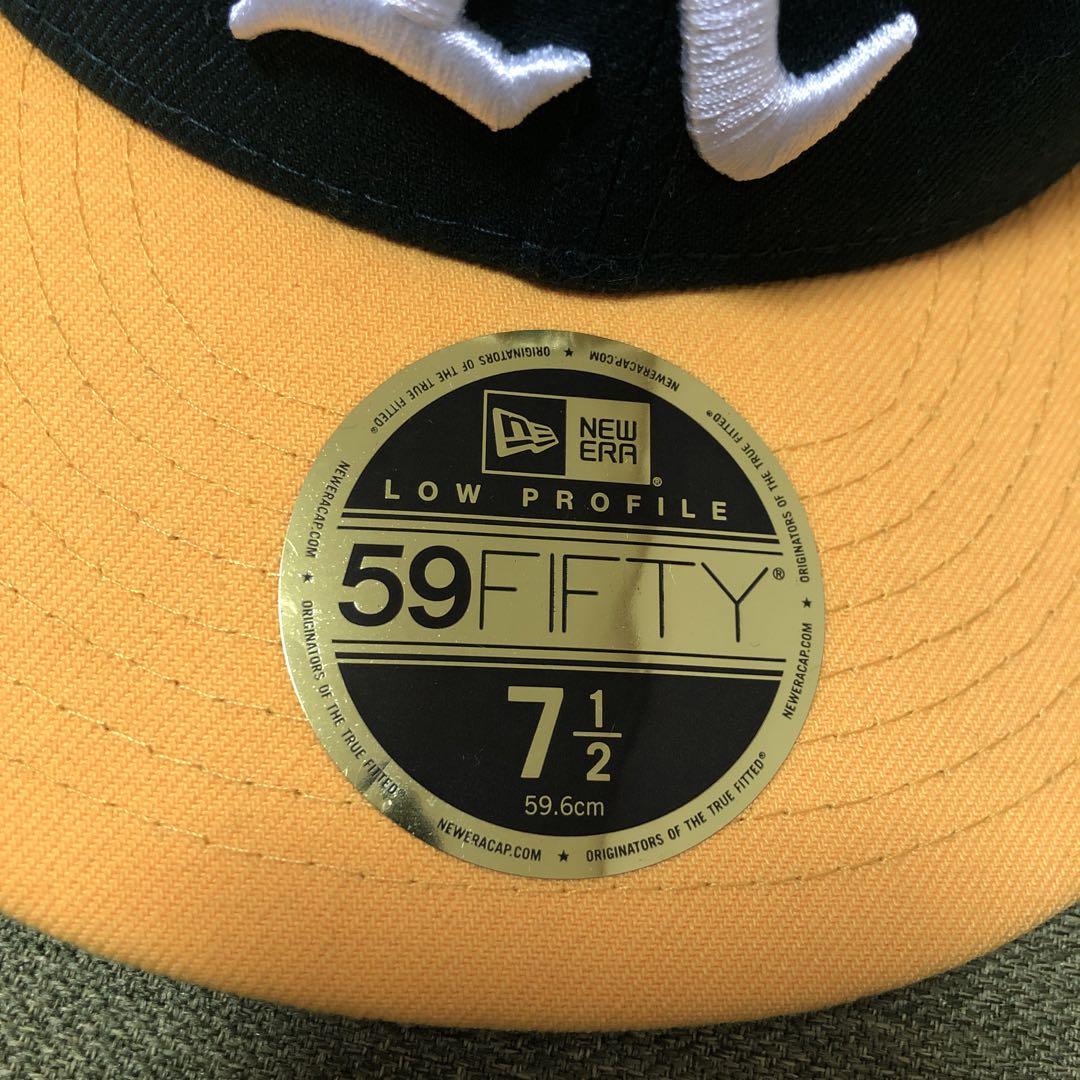 NEW
ERA®
LOW PROFILE
59FIFTY®
7 1/2
59.6cm
NEWERACAP.COM ★ ORIGINATORS OF THE TRUE FITTED®
NEWERACAP.COM ★ ORIGINATORS OF THE TRUE FITTED®
NEWERACAP.COM ★ ORIGINATORS OF THE TRUE FITTED®
NEWERACAP.COM ★ ORIGINATORS OF THE TRUE FITTED®